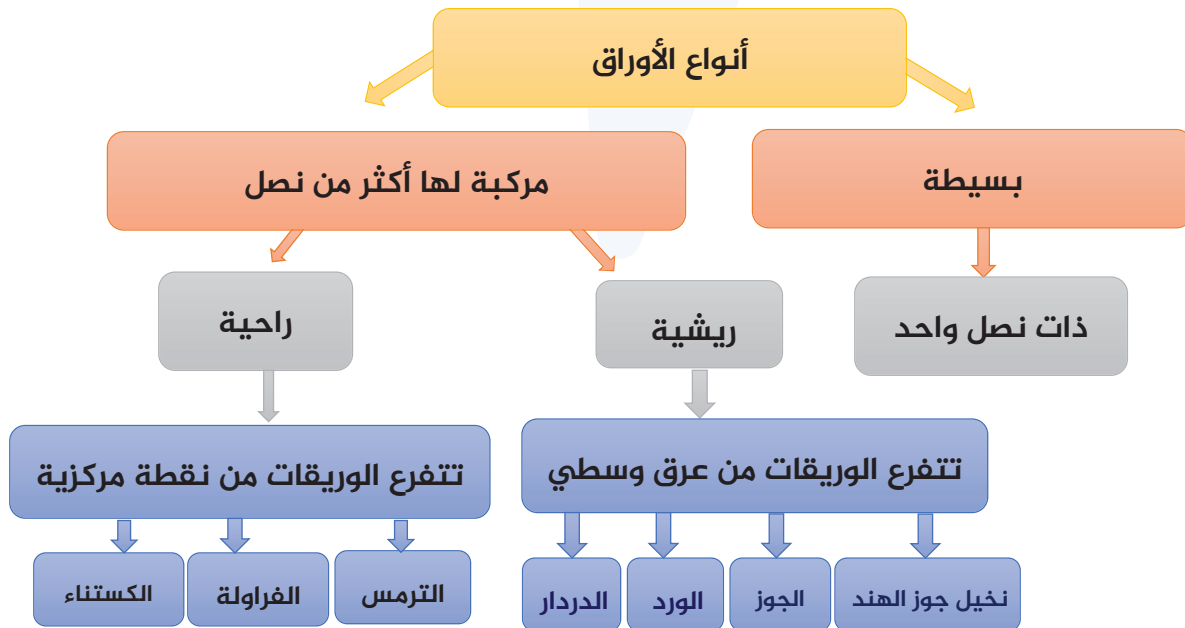 أنواع الأوراق
بسيطة
مركبة لها أكثر من نصل
ذات نصل واحد
ريشية
راحية
تتفرع الوريقات من عرق وسطي
تتفرع الوريقات من نقطة مركزية
نخيل جوز الهند
الجوز
الورد
الدردار
الترمس
الفراولة
الكستناء